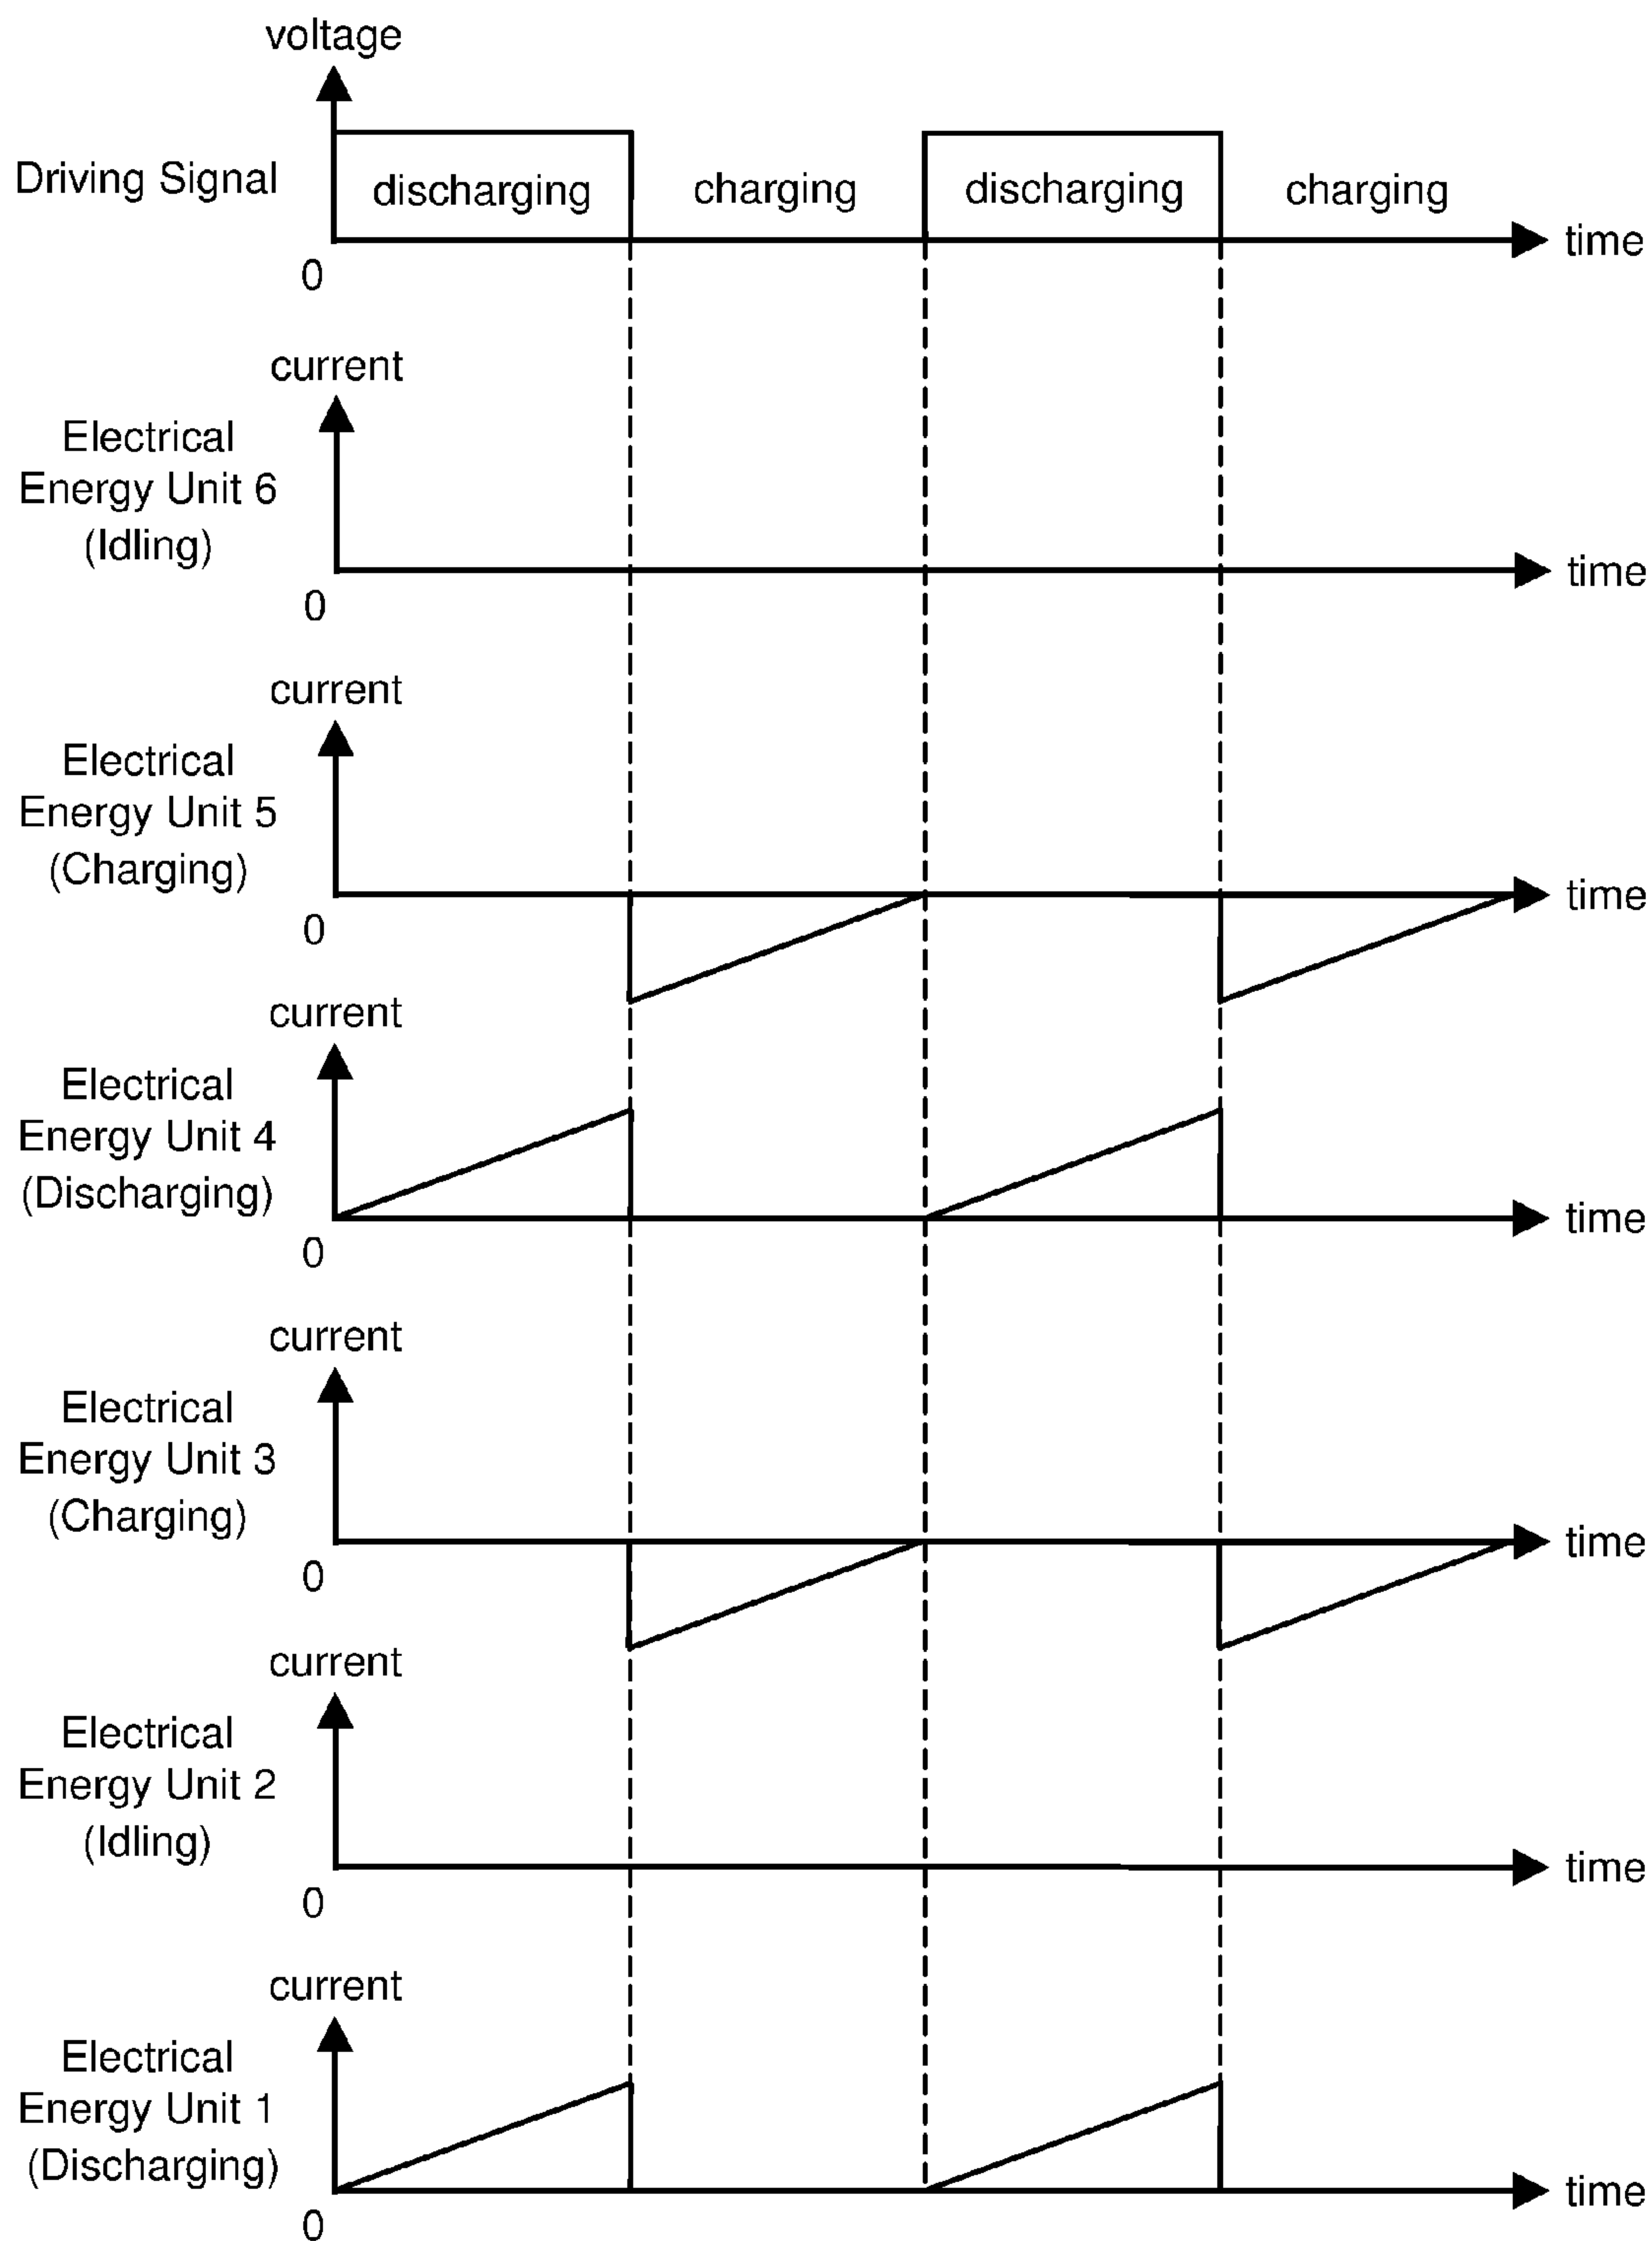 voltage
Driving Signal
discharging
charging
discharging
charging
time
0
current
Electrical
Energy Unit 6
(Idling)
time
0
current
Electrical
Energy Unit 5
(Charging)
time
0
current
Electrical
Energy Unit 4
(Discharging)
time
0
current
Electrical
Energy Unit 3
(Charging)
time
0
current
Electrical
Energy Unit 2
(Idling)
time
0
current
Electrical
Energy Unit 1
(Discharging)
time
0